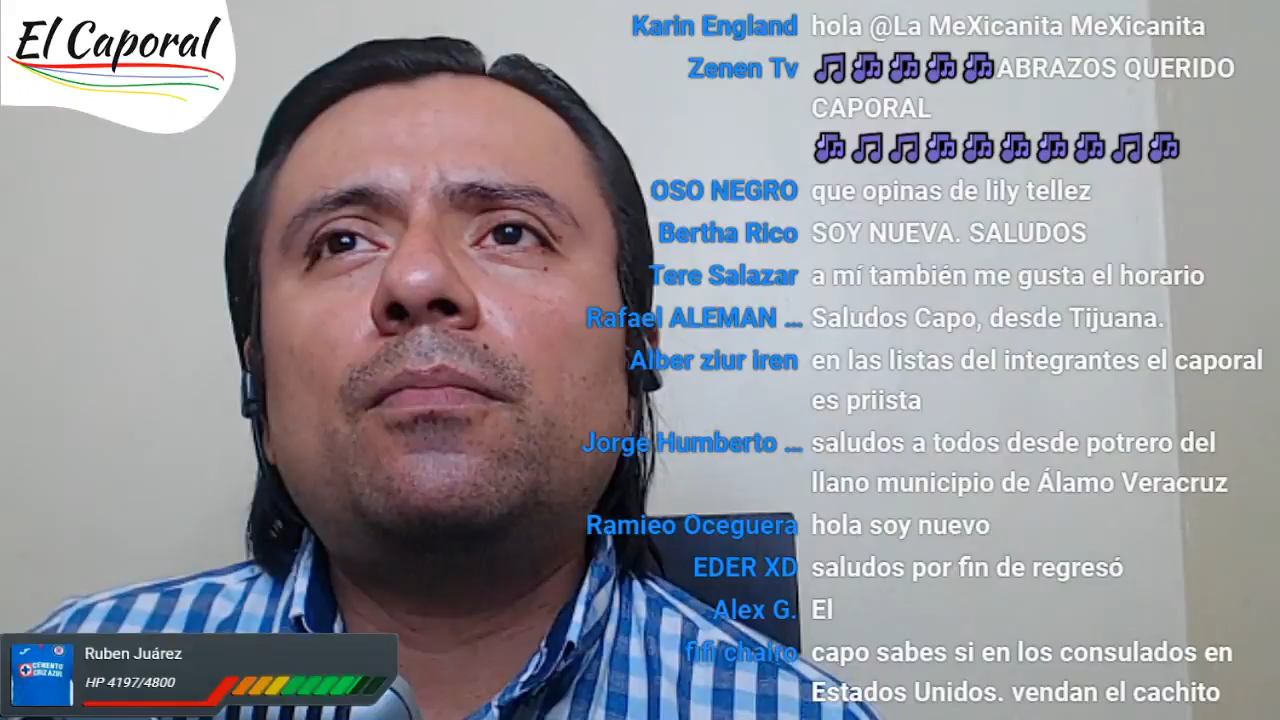 El Caporal
Karin England hola @La MeXicanita MeXicanita
Zenen Tv 🎵🎶🎶🎶🎶ABRAZOS QUERIDO
CAPORAL
🎶🎵🎵🎶🎶🎶🎶🎶🎵🎶
OSO NEGRO que opinas de lily tellez
Bertha Rico SOY NUEVA. SALUDOS
Tere Salazar a mí también me gusta el horario
Rafael ALEMAN ... Saludos Capo, desde Tijuana.
Alber ziur iren en las listas del integrantes el caporal
es priista
Jorge Humberto ... saludos a todos desde potrero del
llano municipio de Álamo Veracruz
Ramieo Oceguera hola soy nuevo
EDER XD saludos por fin de regresó
Alex G. El
fifi chairo capo sabes si en los consulados en
Estados Unidos. vendan el cachito
Ruben Juárez
HP 4197/4800
CEMENTO
CRUZ AZUL